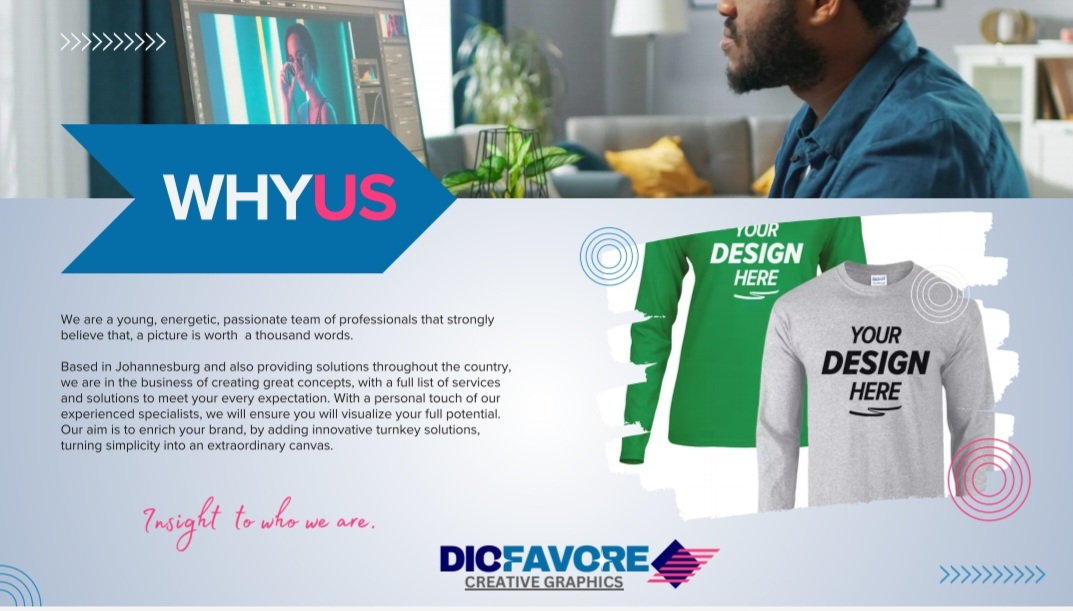 WHYUS
We are a young, energetic, passionate team of professionals that strongly
believe that, a picture is worth a thousand words.
Based in Johannesburg and also providing solutions throughout the country,
we are in the business of creating great concepts, with a full list of services
and solutions to meet your every expectation. With a personal touch of our
experienced specialists, we will ensure you will visualize your full potential.
Our aim is to enrich your brand, by adding innovative turnkey solutions,
turning simplicity into an extraordinary canvas.
Insight to who we are.
YOUR
DESIGN
HERE
YOUR
DESIGN
HERE
DICFAVORE
CREATIVE GRAPHICS